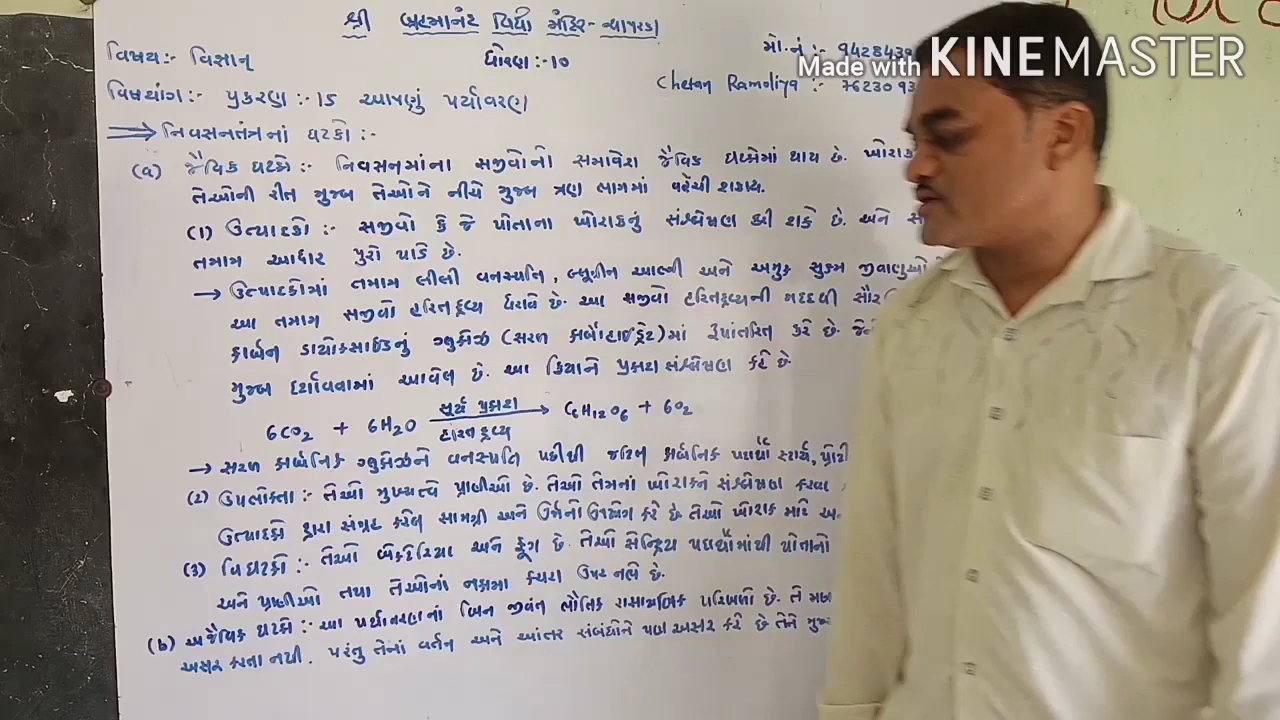 શ્રી બ્રહ્માનંદ વિદ્યા મંદિર - ચાપરડા
વિષય:- વિજ્ઞાન ધોરણ:-10 મો.નં :- 9428439
Made with KINEMASTER
વિષયાંગ:- પ્રકરણ :- 15 આપણું પર્યાવરણ Chetan Ramoliya :- 762309
⇒ નિવસનતંત્રનાં ઘટકો :-
(a) જૈવિક ઘટકો :- નિવસનમાંના સજીવોનો સમાવેશ જૈવિક ઘટકોમાં થાય છે.
તેઓની રીત મુજબ તેઓને નીચે મુજબ ત્રણ ભાગમાં વહેંચી શકાય.
(1) ઉત્પાદકો :- સજીવો કે જે પોતાના ખોરાકનું સંશ્લેષણ કરી શકે છે. અને
તમામ આધાર પુરો પાડે છે.
→ ઉત્પાદકોમાં તમામ લીલી વનસ્પતિ, બ્લૂગ્રીન આલ્ગી અને અમુક સુક્ષ્મ જીવાણુઓ
આ તમામ સજીવો હરિતદ્રવ્ય ધરાવે છે. આ સજીવો હરિતદ્રવ્યની મદદથી
કાર્બન ડાયોક્સાઇડનું ગ્લુકોઝ (સરળ કાર્બોહાઇડ્રેટ)માં રૂપાંતરિત કરે છે.
મુજબ દર્શાવવામાં આવેલ છે. આ ક્રિયાને પ્રકાશસંશ્લેષણ કહે છે
6CO2 + 6H2O સૂર્ય પ્રકાશ → C6H12O6 + 6O2
હરિતદ્રવ્ય
→ સરળ કાર્બનિક ગ્લુકોઝને વનસ્પતિ પછીથી જટિલ કાર્બનિક પદાર્થો સ્ટાર્ચ,
(2) ઉપભોક્તા :- તેઓ મુખ્યત્વે પ્રાણીઓ છે. તેઓ તેમનાં ખોરાકને સંશ્લેષણ કરવા
ઉત્પાદકો દ્વારા સંગ્રહ કરેલ સામગ્રી અને ઉર્જાનો ઉપયોગ કરે છે. તેઓ ખોરાક માટે
(3) વિઘટકો :- તેઓ બેક્ટેરિયા અને ફૂગ છે. તેઓ સેન્દ્રિય પદાર્થોમાંથી પોતાનો
અને પ્રાણીઓ તથા તેઓનાં નકામા કચરા ઉપર નભે છે.
(b) અજૈવિક ઘટકો :- આ પર્યાવરણનાં બિન જીવંત ભૌતિક રાસાયણિક પરિબળો છે. તે
અસર કરતા નથી. પરંતુ તેનાં વર્તન અને આંતર સંબંધોને પણ અસર કરે છે તેને